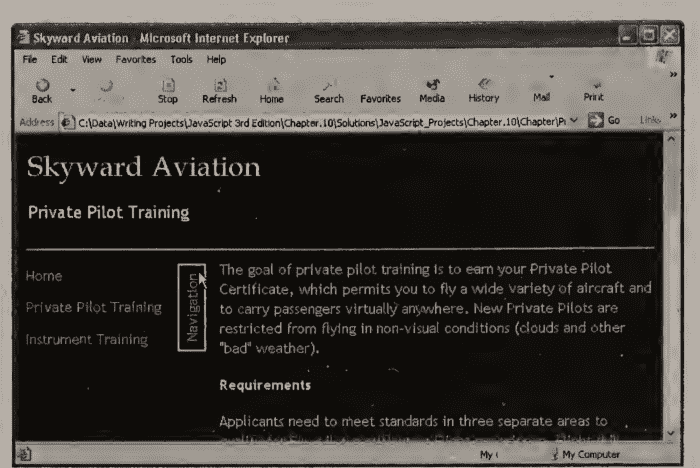 Skyward Aviation - Microsoft Internet Explorer
File Edit View Favorites Tools Help
Back Stop Refresh Home Search Favorites Media History Mail Print
Address C:\Data\Writing Projects\JavaScript 3rd Edition\Chapter.10\Solutions\JavaScript_Projects\Chapter.10\Chapter\ Go Links
Skyward Aviation
Private Pilot Training
Home
Private Pilot Training
Instrument Training
Navigation
The goal of private pilot training is to earn your Private Pilot
Certificate, which permits you to fly a wide variety of aircraft and
to carry passengers virtually anywhere. New Private Pilots are
restricted from flying in non-visual conditions (clouds and other
"bad" weather).
Requirements
Applicants need to meet standards in three separate areas to
My Computer